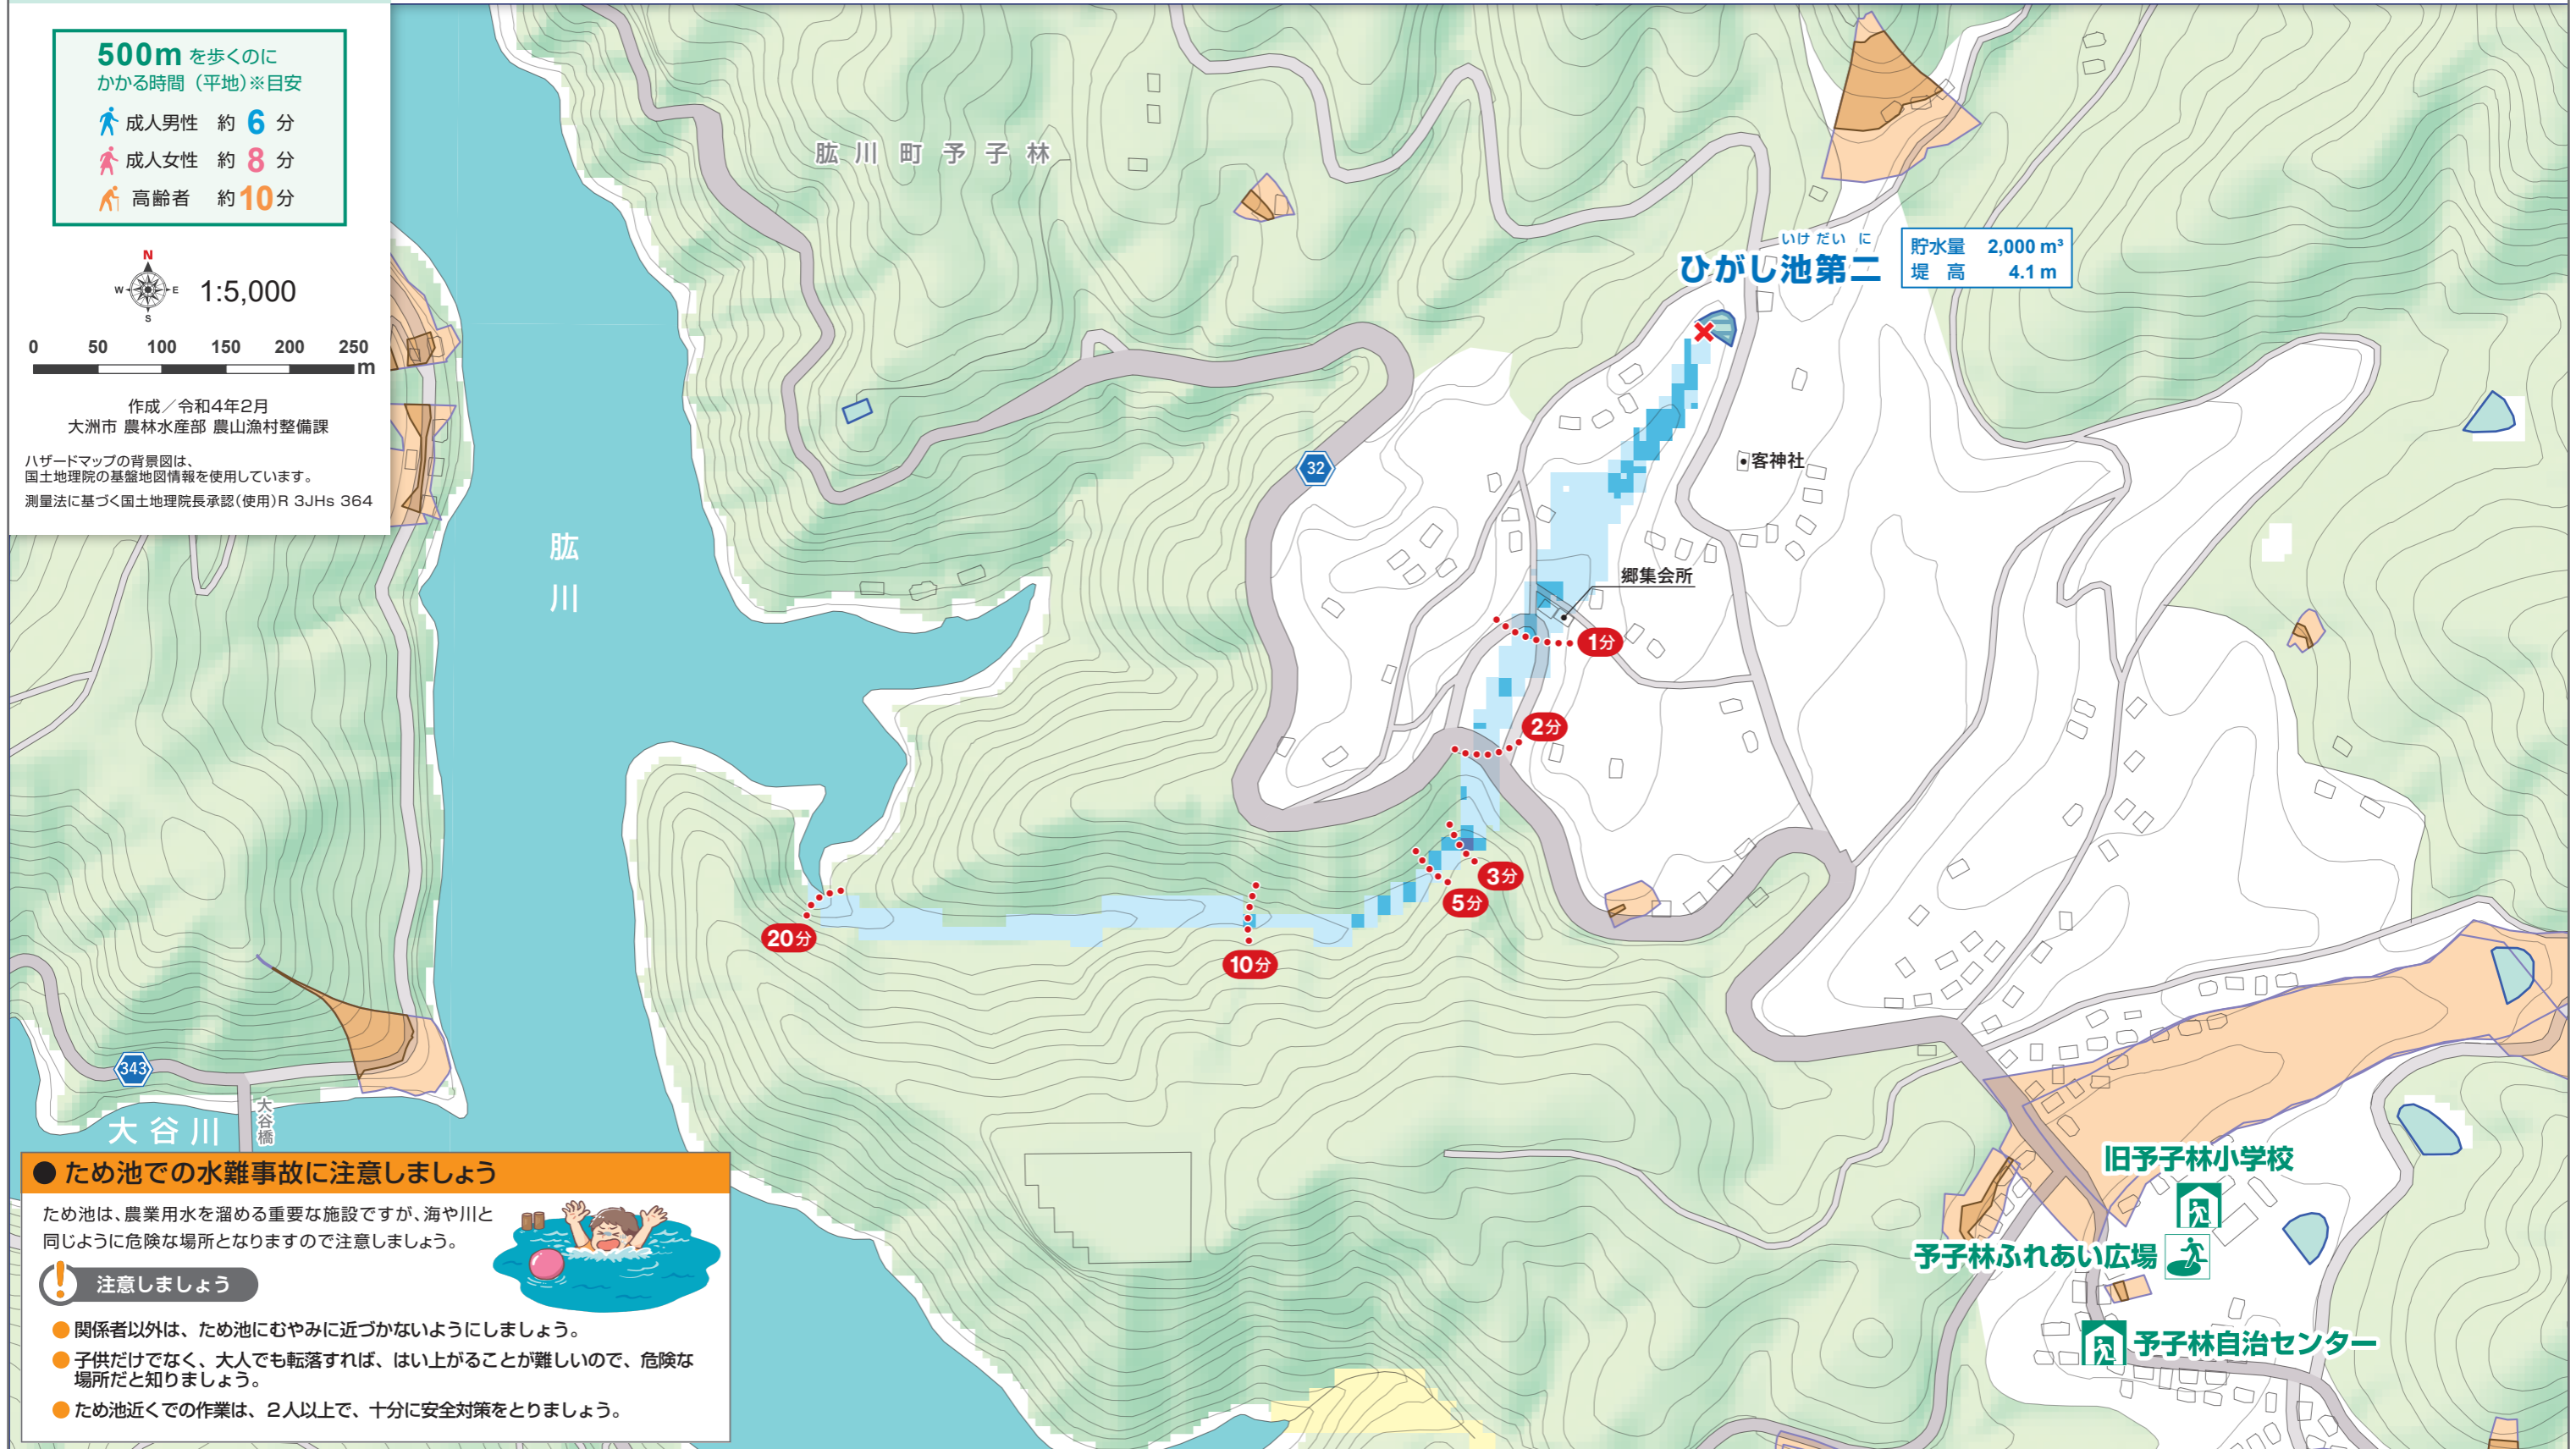 500m を歩くのに
かかる時間（平地）※目安
成人男性 約 6 分
成人女性 約 8 分
高齢者 約 10 分
N
W E
S
1:5,000
0 50 100 150 200 250
m
作成／令和4年2月
大洲市 農林水産部 農山漁村整備課
ハザードマップの背景図は、
国土地理院の基盤地図情報を使用しています。
測量法に基づく国土地理院長承認（使用）R 3JHs 364
肱川町予子林
いけ だい に
ひがし池第二
貯水量 2,000 m³
堤 高 4.1 m
32
客神社
肱川
郷集会所
1分
2分
3分
5分
10分
20分
343
大谷橋
大谷川
旧予子林小学校
予子林ふれあい広場
予子林自治センター
● ため池での水難事故に注意しましょう
ため池は、農業用水を溜める重要な施設ですが、海や川と
同じように危険な場所となりますので注意しましょう。
! 注意しましょう
● 関係者以外は、ため池にむやみに近づかないようにしましょう。
● 子供だけでなく、大人でも転落すれば、はい上がることが難しいので、危険な
場所だと知りましょう。
● ため池近くでの作業は、２人以上で、十分に安全対策をとりましょう。